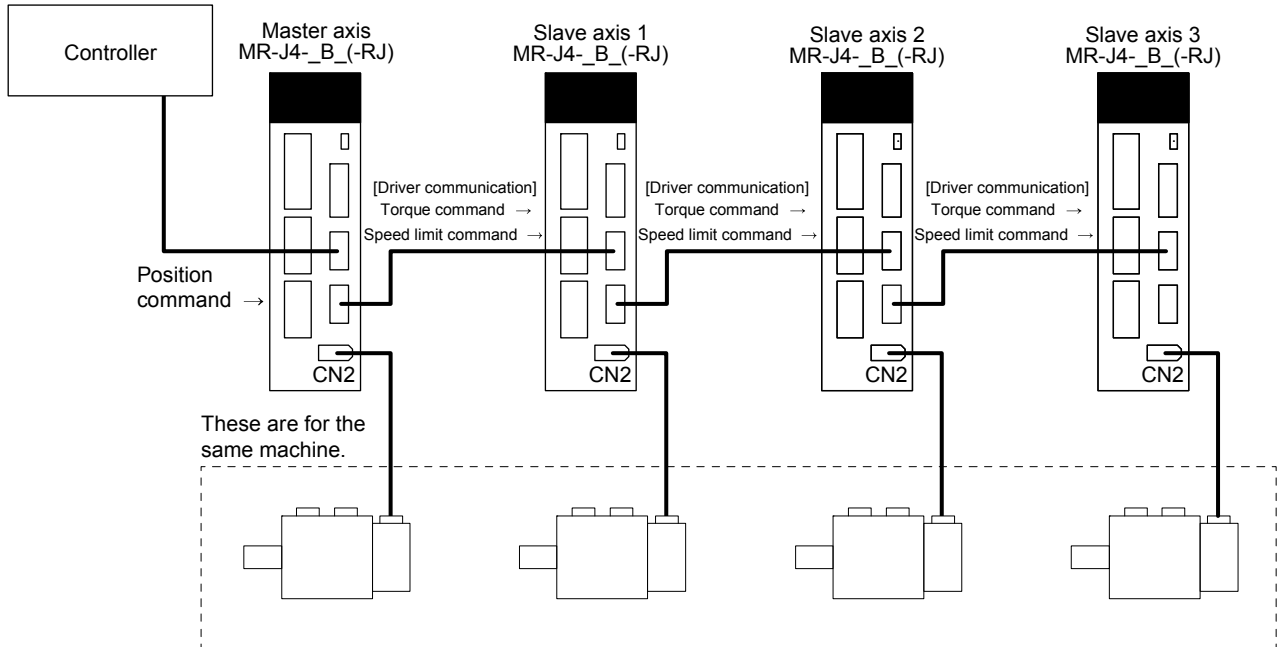 Controller
Master axis
MR-J4-_B_(-RJ)
Slave axis 1
MR-J4-_B_(-RJ)
Slave axis 2
MR-J4-_B_(-RJ)
Slave axis 3
MR-J4-_B_(-RJ)
[Driver communication]
Torque command →
Speed limit command →
[Driver communication]
Torque command →
Speed limit command →
[Driver communication]
Torque command →
Speed limit command →
Position
command →
CN2
CN2
CN2
CN2
These are for the
same machine.